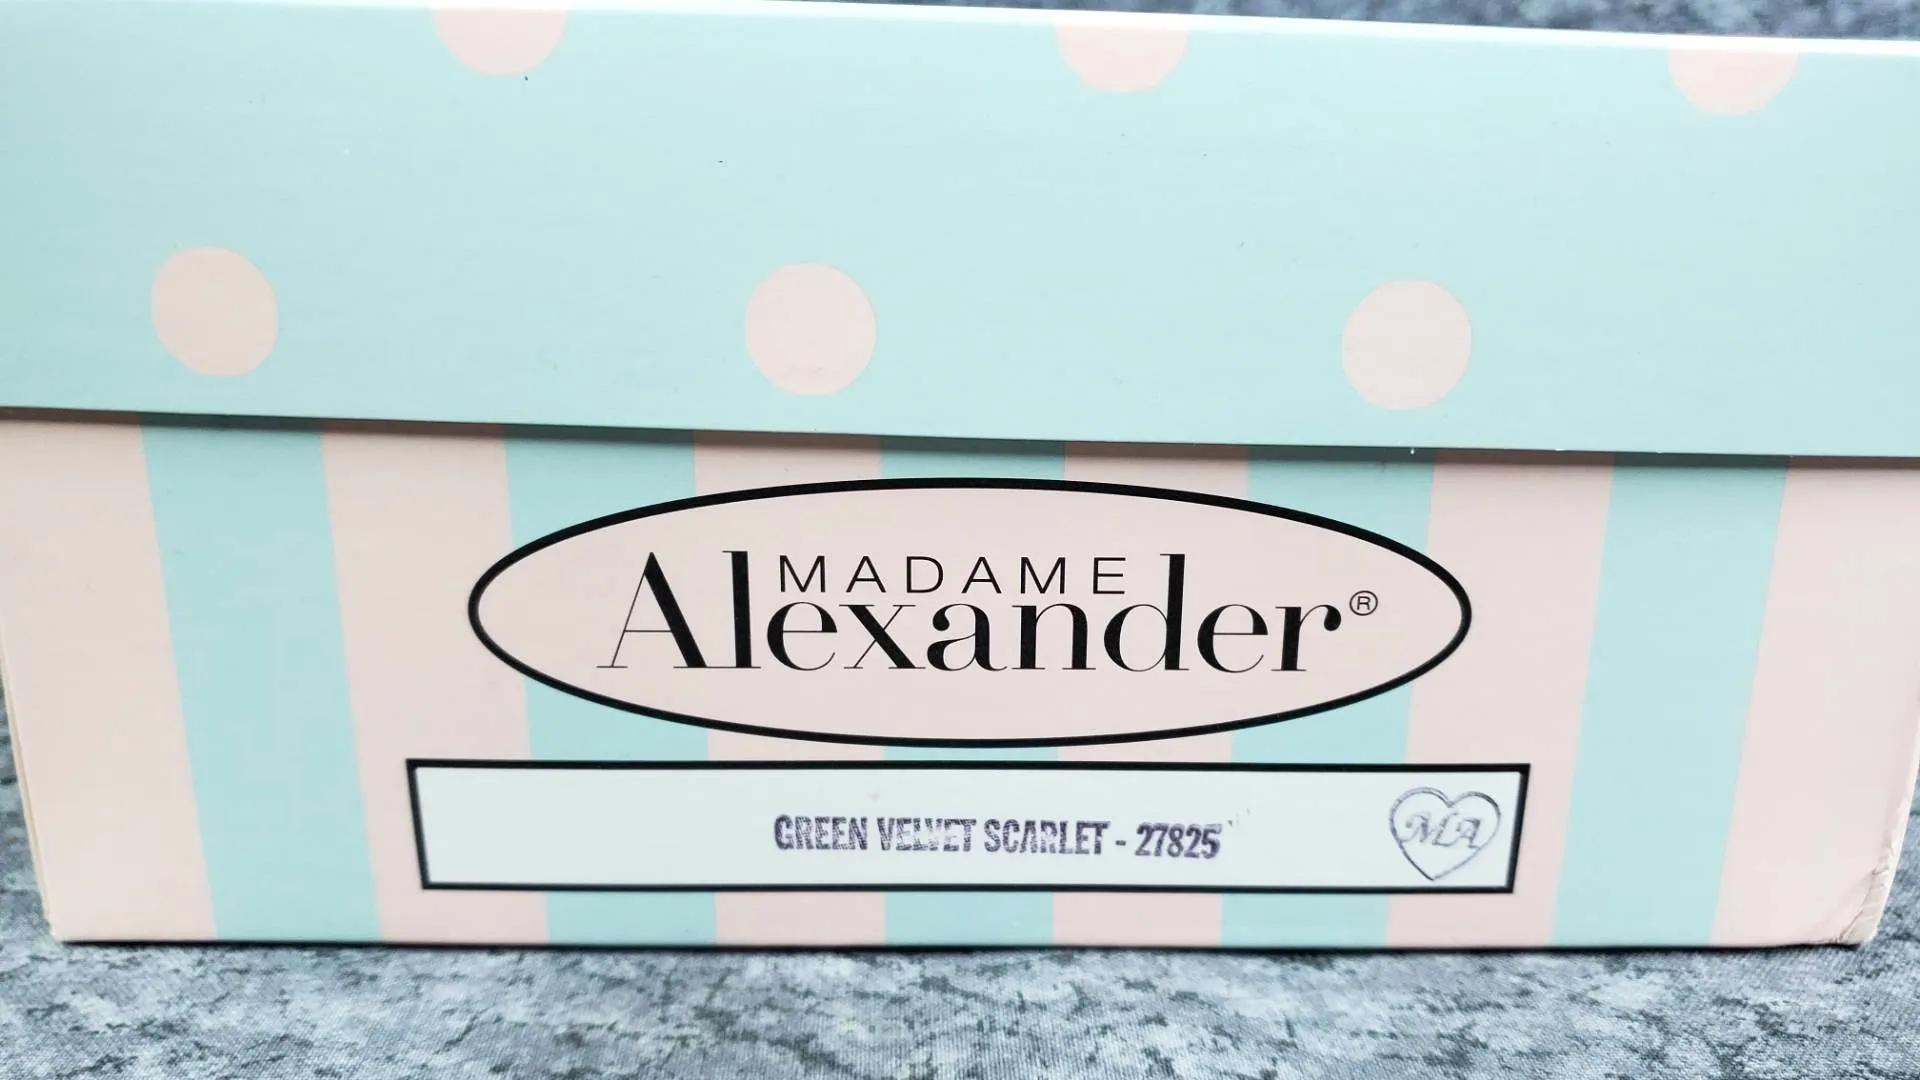 MADAME
Alexander®
GREEN VELVET SCARLET - 27825
MA